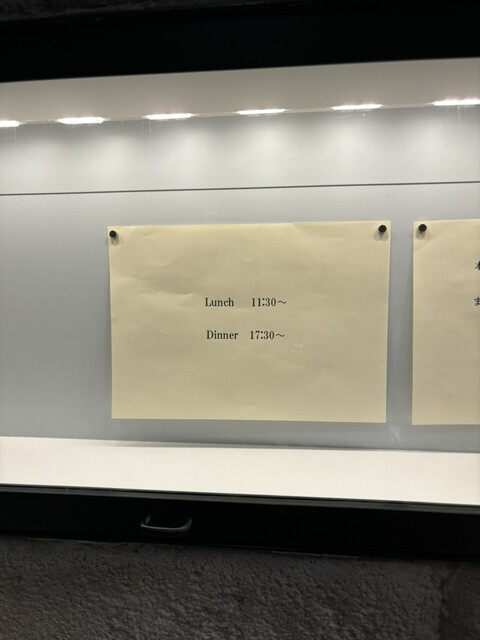 Lunch 11:30～
Dinner 17:30～